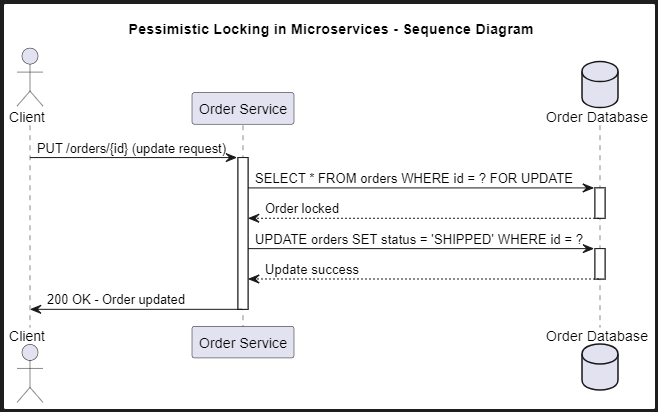 Pessimistic Locking in Microservices - Sequence Diagram
Client
Order Service
Order Database
PUT /orders/{id} (update request)
SELECT * FROM orders WHERE id = ? FOR UPDATE
Order locked
UPDATE orders SET status = 'SHIPPED' WHERE id = ?
Update success
200 OK - Order updated
Client
Order Service
Order Database